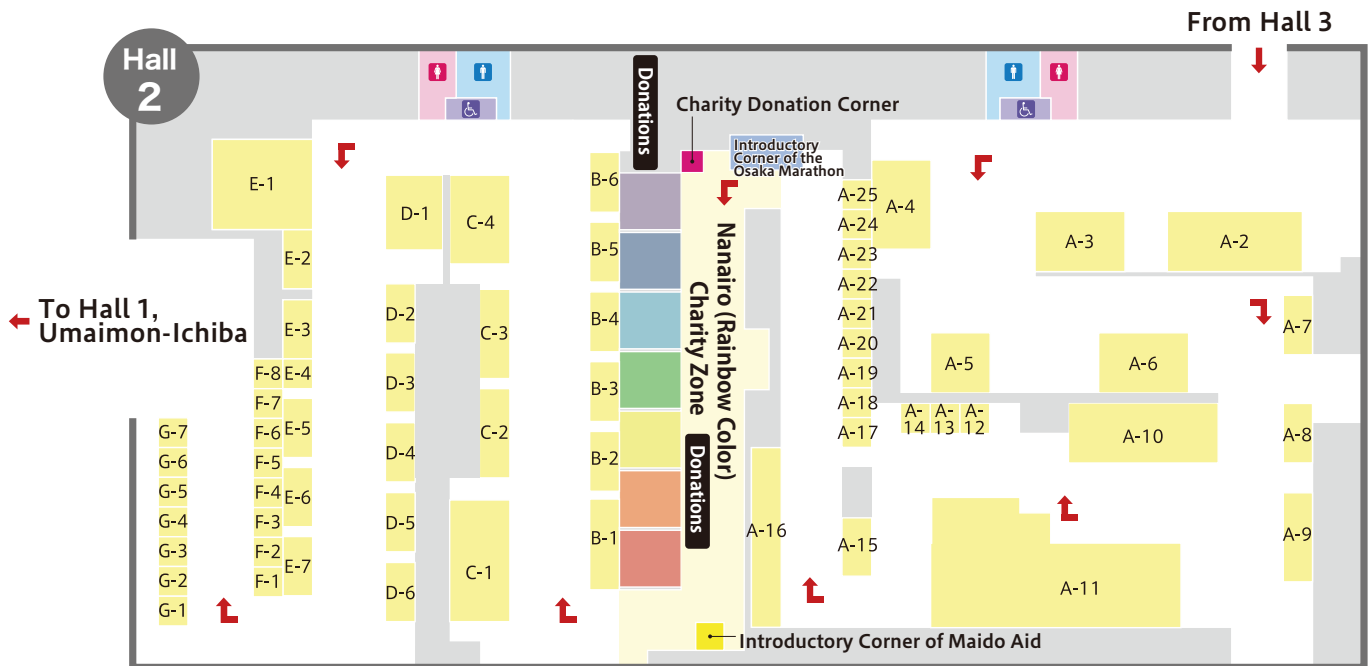 From Hall 3
Hall
2
Donations
Charity Donation Corner
Introductory
Corner of the
Osaka Marathon
E-1
E-2
E-3
E-4
E-5
E-6
E-7
To Hall 1,
Umaimon-Ichiba
F-8
F-7
F-6
F-5
F-4
F-3
F-2
F-1
G-7
G-6
G-5
G-4
G-3
G-2
G-1
D-1
D-2
D-3
D-4
D-5
D-6
C-4
C-3
C-2
C-1
B-6
B-5
B-4
B-3
B-2
B-1
Nanairo (Rainbow Color)
Charity Zone
Donations
A-25
A-24
A-23
A-22
A-21
A-20
A-19
A-18
A-17
A-16
A-15
A-4
A-3
A-2
A-7
A-5
A-6
A-
14
A-
13
A-
12
A-10
A-8
A-9
A-11
Introductory Corner of Maido Aid